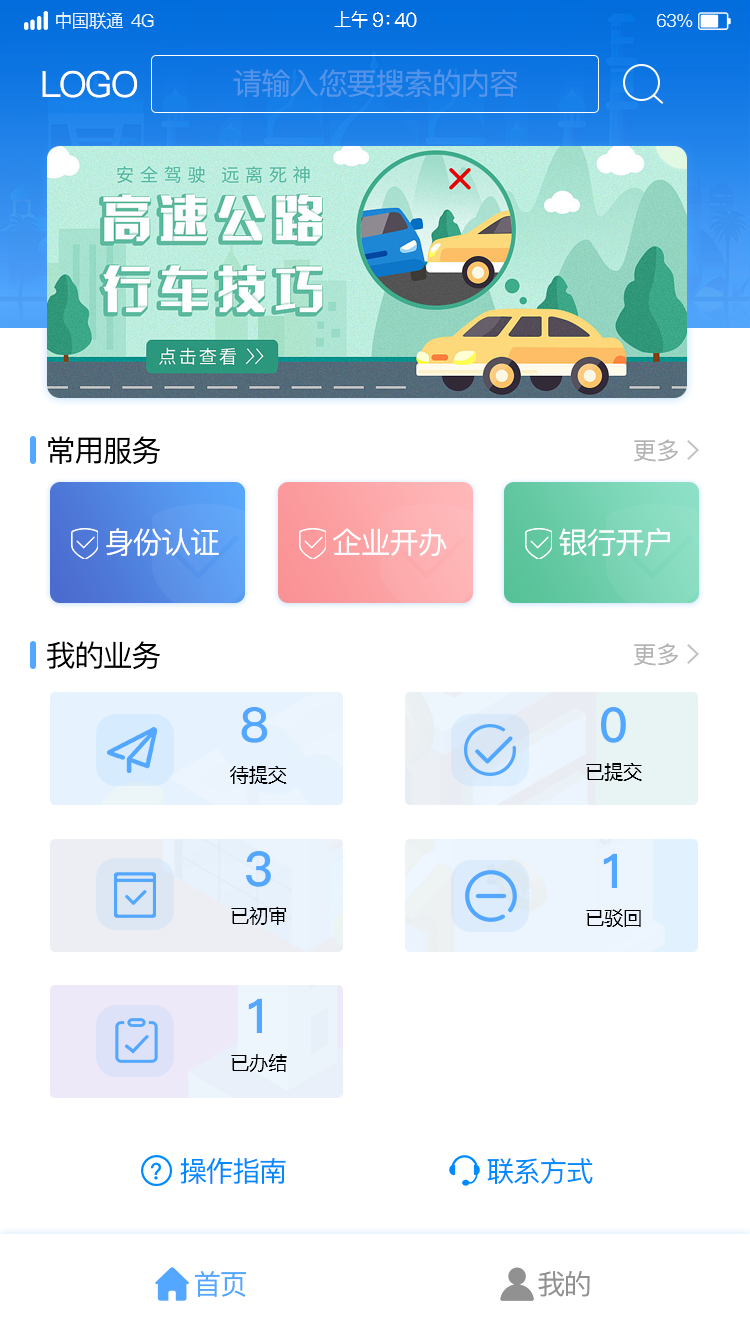 中国联通 4G 上午 9:40 63%
LOGO 请输入您要搜索的内容
安全驾驶 远离死神
高速公路
行车技巧
点击查看
常用服务 更多
身份认证 企业开办 银行开户
我的业务 更多
8 0
待提交 已提交
3 1
已初审 已驳回
1
已办结
操作指南 联系方式
首页 我的